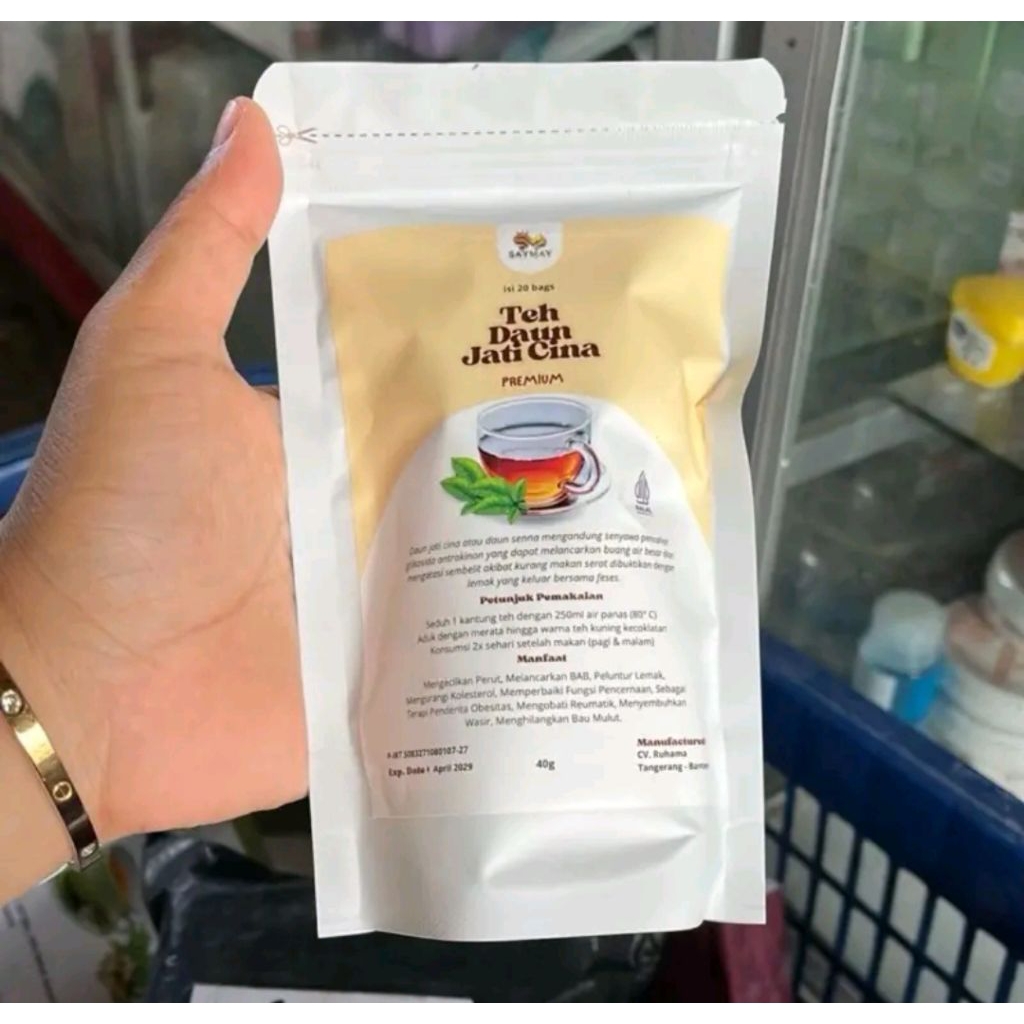 SAYMAY
isi 20 bags
Teh
Daun
Jati Cina
PREMIUM
Daun jati cina atau daun senna mengandung senyawa
glikosida antrakinon yang dapat melancarkan buang air besar dan
mengatasi sembelit akibat kurang makan serat dibuktikan dengan
lemak yang keluar bersama feses.
Petunjuk Pemakaian
Seduh 1 kantung teh dengan 250ml air panas (80° C)
Aduk dengan merata hingga warna teh kuning kecoklatan
Konsumsi 2x sehari setelah makan (pagi & malam)
Manfaat
Mengecilkan Perut, Melancarkan BAB, Peluntur Lemak,
Mengurangi Kolesterol, Memperbaiki Fungsi Pencernaan, Sebagai
Terapi Penderita Obesitas, Mengobati Reumatik, Menyembuhkan
Wasir, Menghilangkan Bau Mulut.
P-IRT 5083271080107-27
Exp. Date : April 2029
40g
Manufacture
CV. Ruhama
Tangerang - Banten